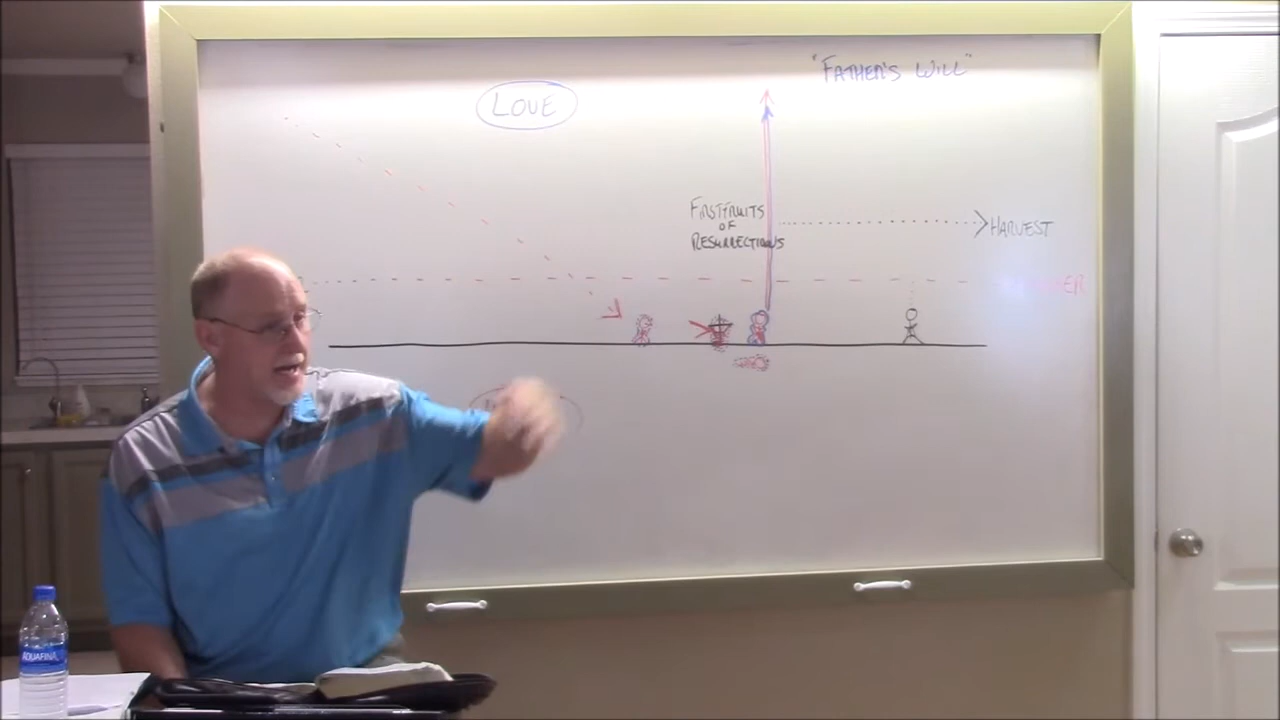 "FATHER'S WILL"
LOVE
FIRSTFRUITS
OF
RESURRECTIONS
HARVEST
AQUAFINA